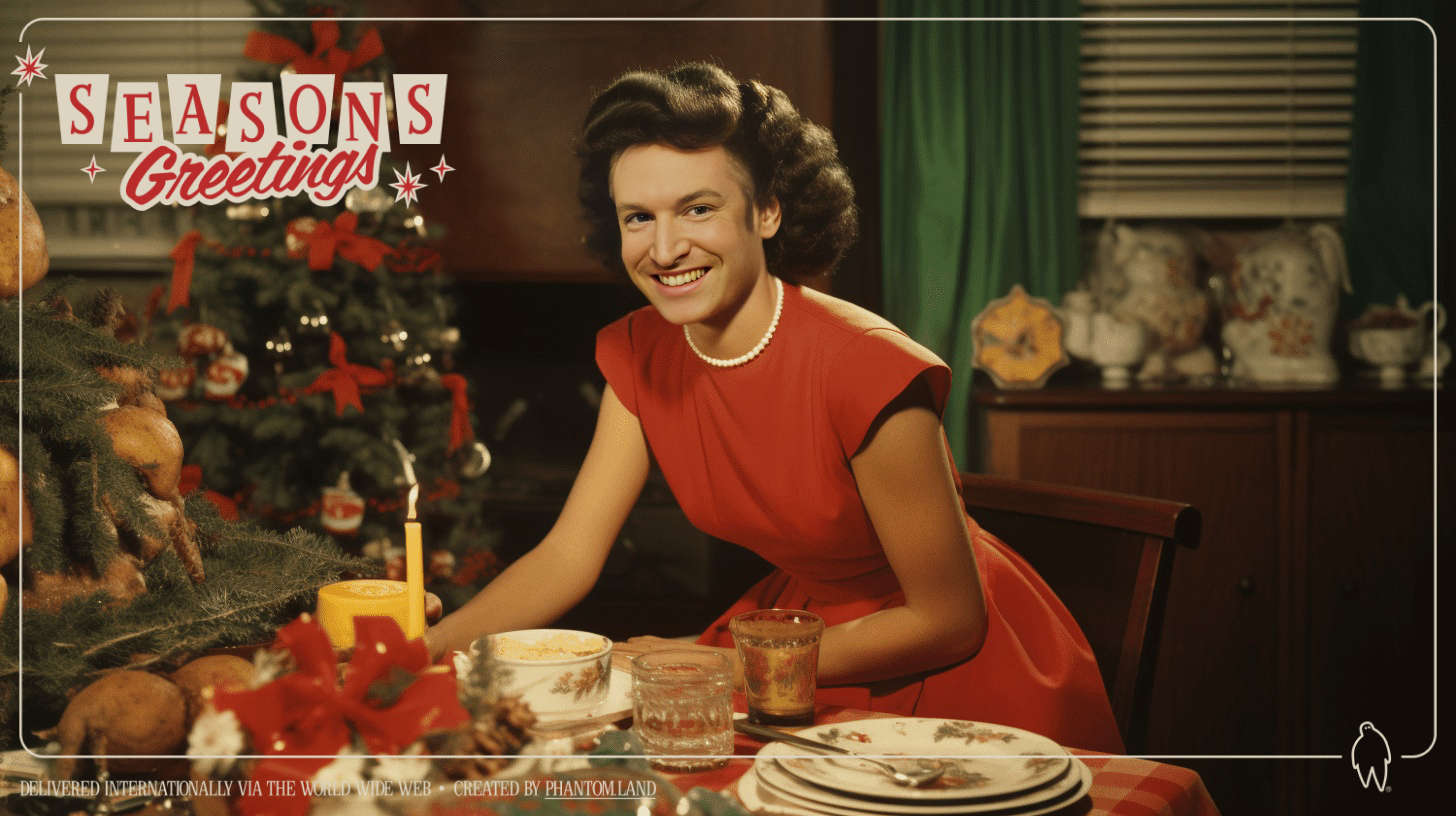 SEASONS
Greetings
DELIVERED INTERNATIONALLY VIA THE WORLD WIDE WEB • CREATED BY PHANTOM.LAND
®